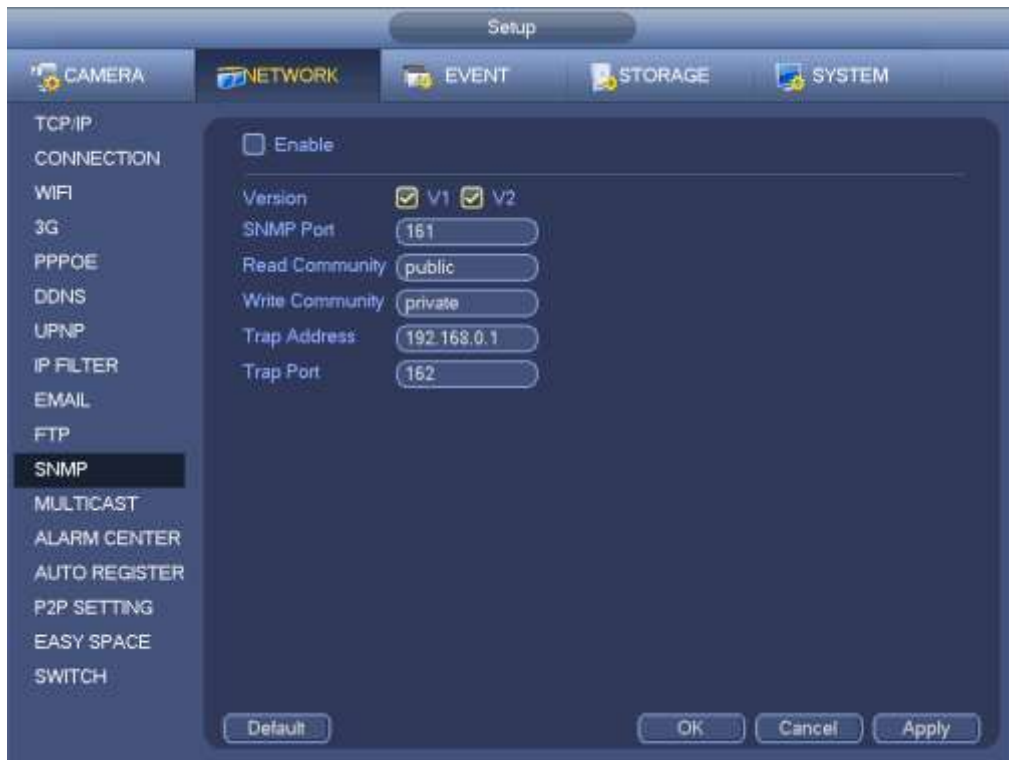 Setup
CAMERA NETWORK EVENT STORAGE SYSTEM
TCP/IP
CONNECTION
WIFI
3G
PPPOE
DDNS
UPNP
IP FILTER
EMAIL
FTP
SNMP
MULTICAST
ALARM CENTER
AUTO REGISTER
P2P SETTING
EASY SPACE
SWITCH
Enable
Version V1 V2
SNMP Port 161
Read Community public
Write Community private
Trap Address 192.168.0.1
Trap Port 162
Default OK Cancel Apply